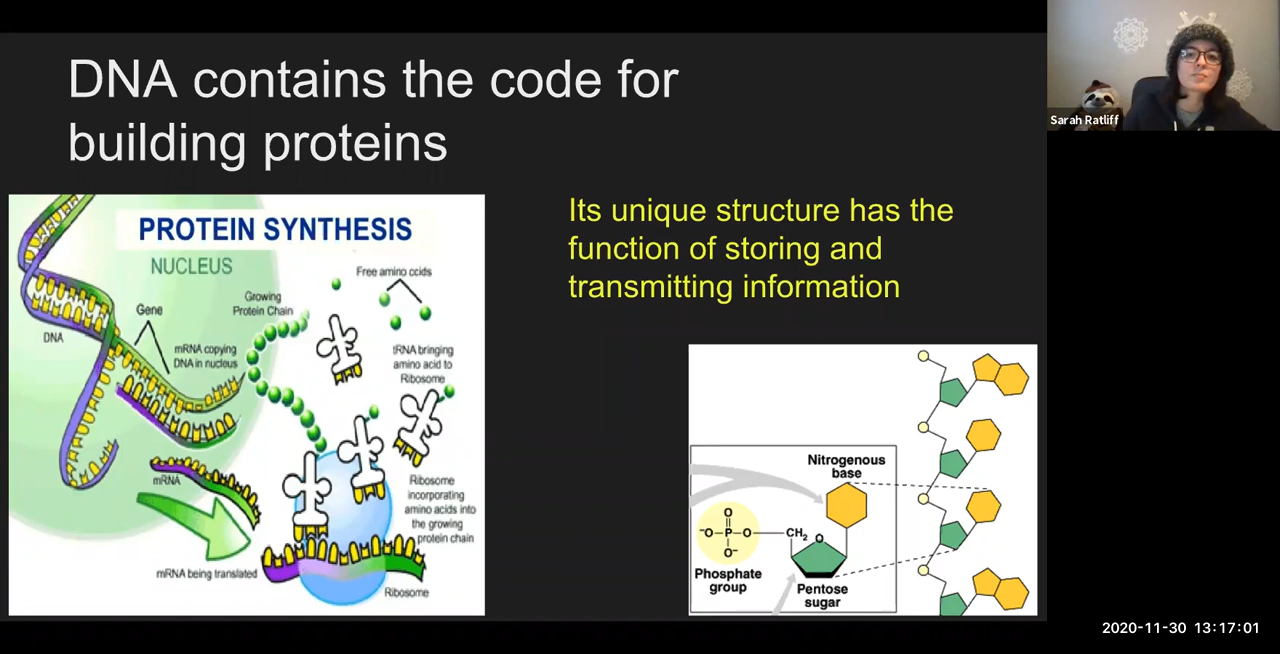 DNA contains the code for
building proteins
Sarah Ratliff
Its unique structure has the
function of storing and
transmitting information
PROTEIN SYNTHESIS
NUCLEUS
Free amino ccids
Growing
Protein Chain
Gene
DNA
mRNA copying
DNA in nucleus
tRNA bringing
amino acid to
Ribosome
mRNA
Ribosome
incorporating
amino acids into
the growing
protein chain
mRNA being translated
Ribosome
Nitrogenous
base
O
⁻O—P—O—CH₂ O
O⁻
Phosphate
group
Pentose
sugar
2020-11-30 13:17:01